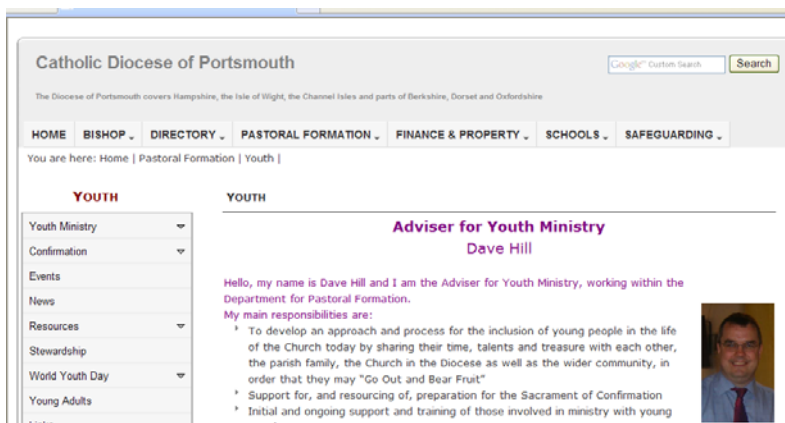 Catholic Diocese of Portsmouth
Google™ Custom Search
Search
The Diocese of Portsmouth covers Hampshire, the Isle of Wight, the Channel Isles and parts of Berkshire, Dorset and Oxfordshire
HOME BISHOP DIRECTORY PASTORAL FORMATION FINANCE & PROPERTY SCHOOLS SAFEGUARDING
You are here: Home | Pastoral Formation | Youth |
YOUTH
Youth Ministry
Confirmation
Events
News
Resources
Stewardship
World Youth Day
Young Adults
YOUTH
Adviser for Youth Ministry
Dave Hill
Hello, my name is Dave Hill and I am the Adviser for Youth Ministry, working within the
Department for Pastoral Formation.
My main responsibilities are:
To develop an approach and process for the inclusion of young people in the life
of the Church today by sharing their time, talents and treasure with each other,
the parish family, the Church in the Diocese as well as the wider community, in
order that they may "Go Out and Bear Fruit"
Support for, and resourcing of, preparation for the Sacrament of Confirmation
Initial and ongoing support and training of those involved in ministry with young